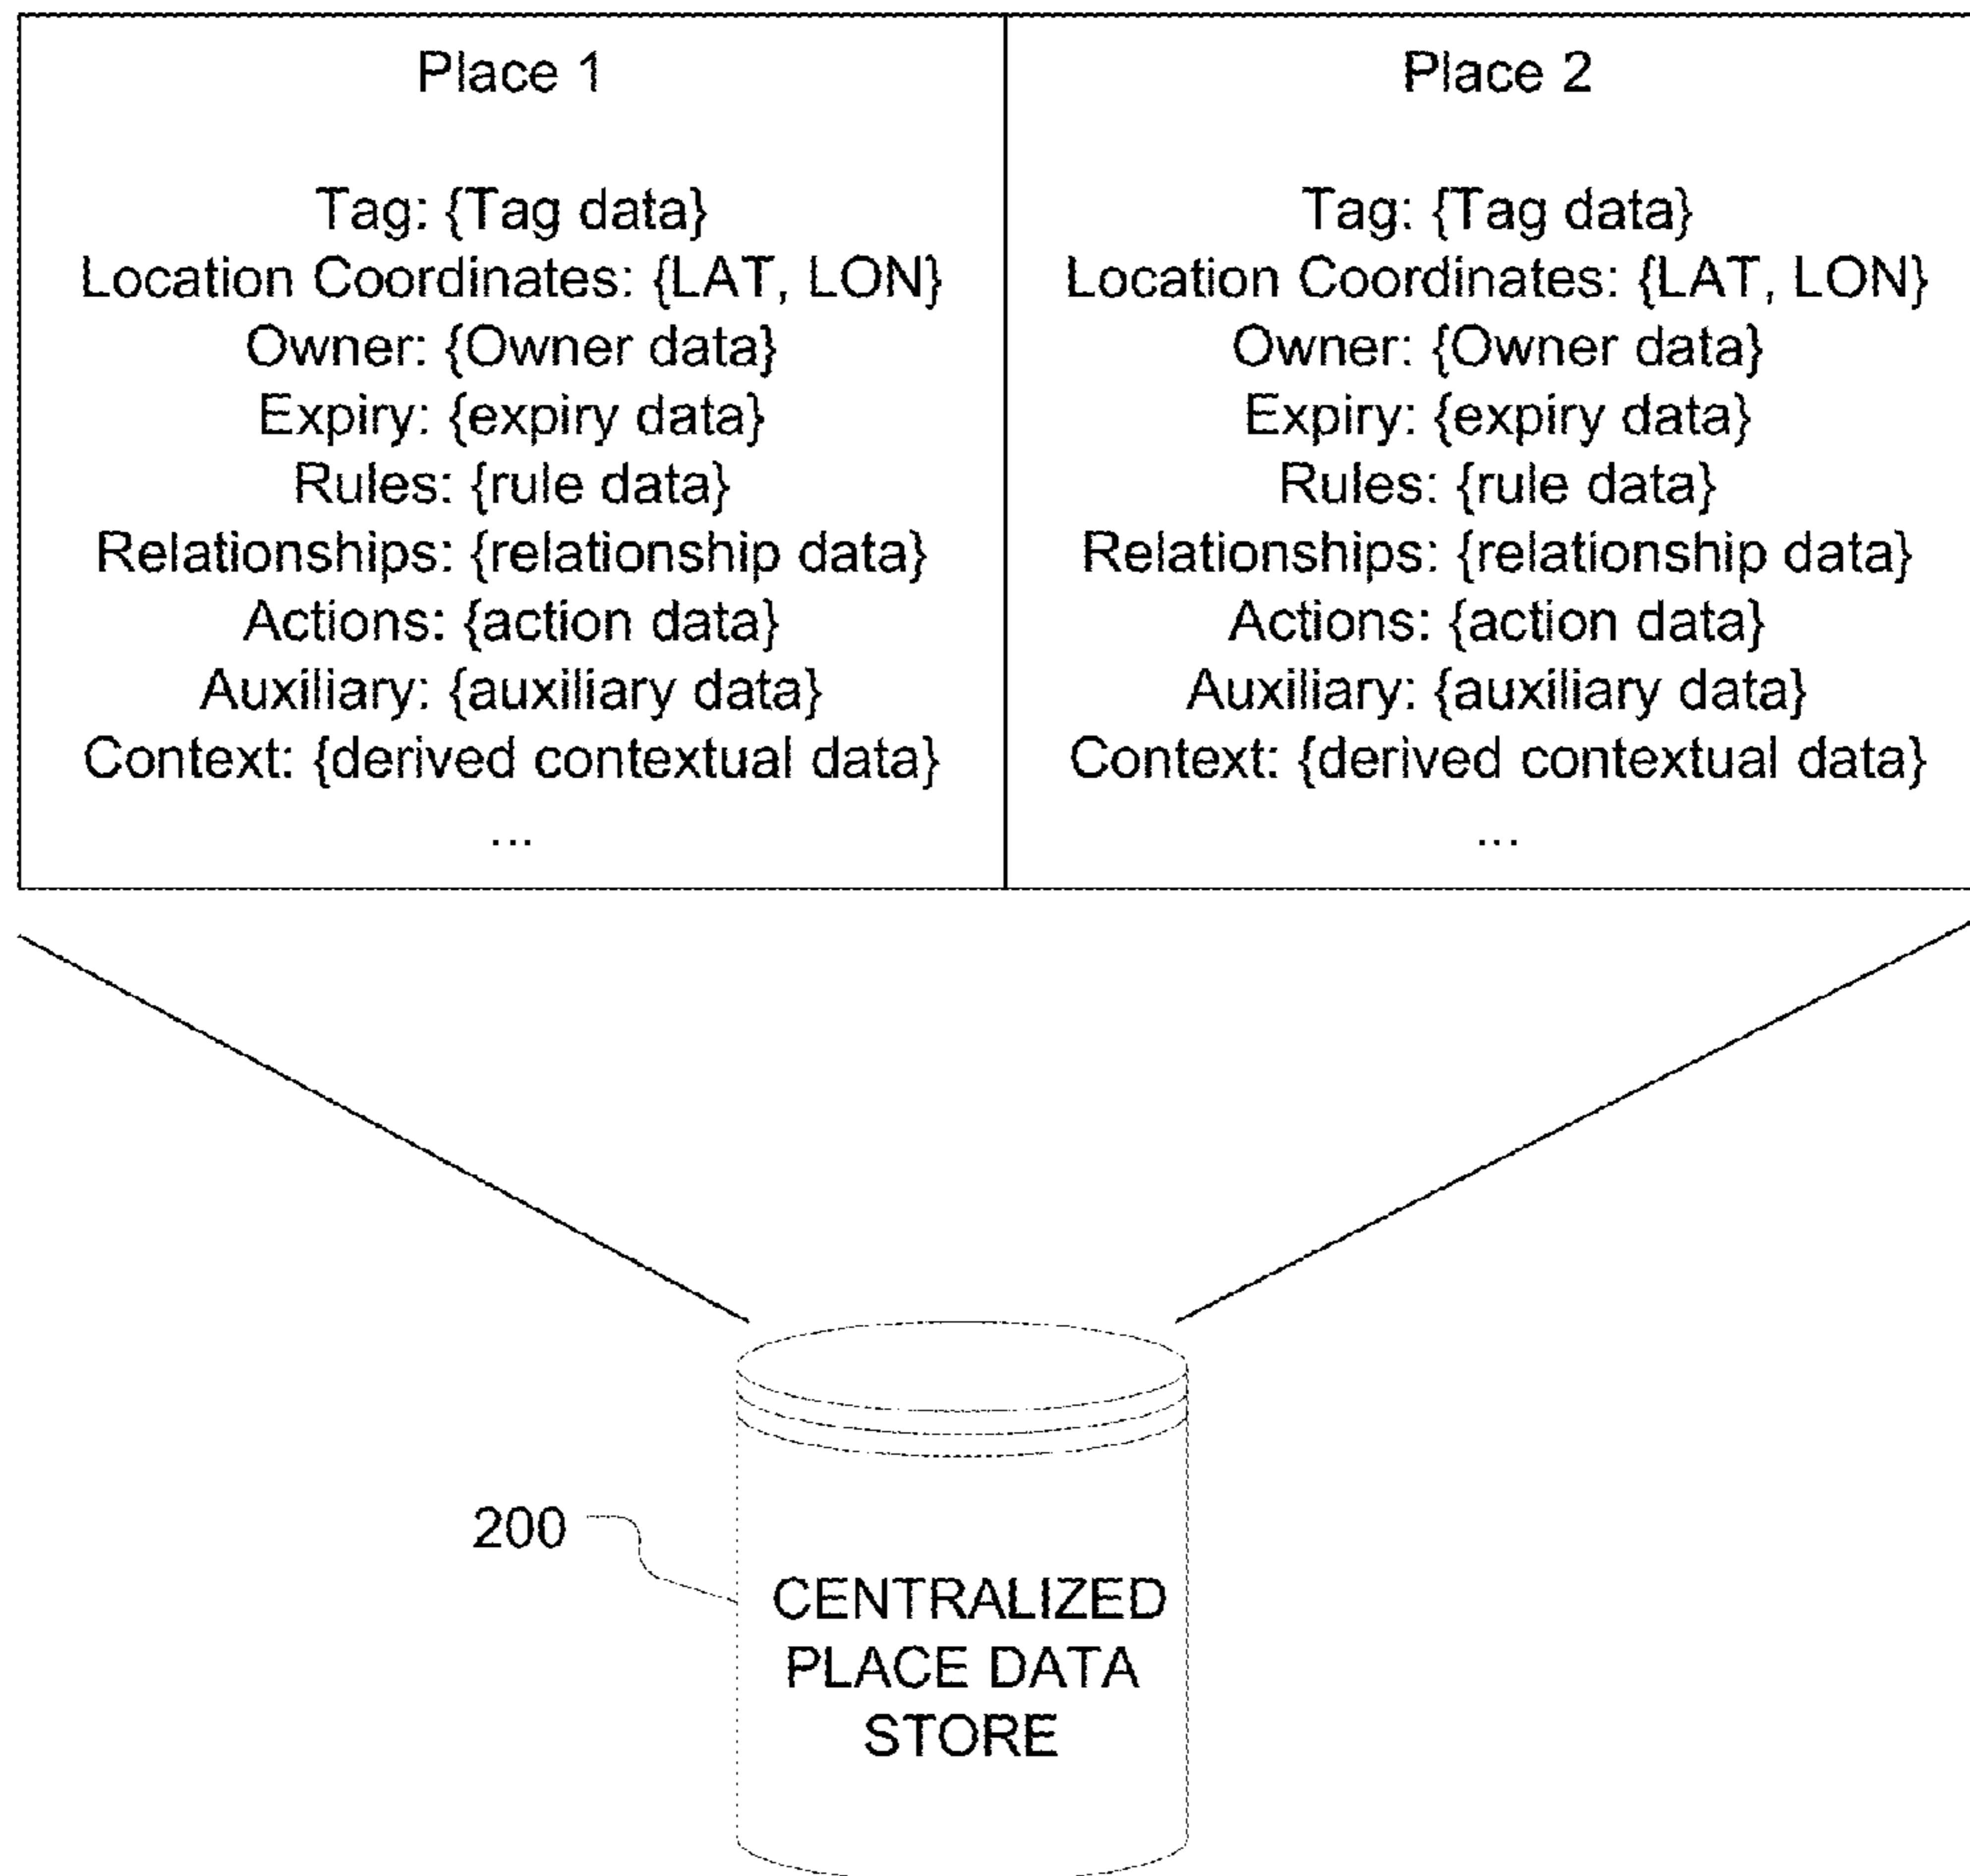 Place 1
Tag: {Tag data}
Location Coordinates: {LAT, LON}
Owner: {Owner data}
Expiry: {expiry data}
Rules: {rule data}
Relationships: {relationship data}
Actions: {action data}
Auxiliary: {auxiliary data}
Context: {derived contextual data}
...
Place 2
Tag: {Tag data}
Location Coordinates: {LAT, LON}
Owner: {Owner data}
Expiry: {expiry data}
Rules: {rule data}
Relationships: {relationship data}
Actions: {action data}
Auxiliary: {auxiliary data}
Context: {derived contextual data}
...
200
CENTRALIZED
PLACE DATA
STORE